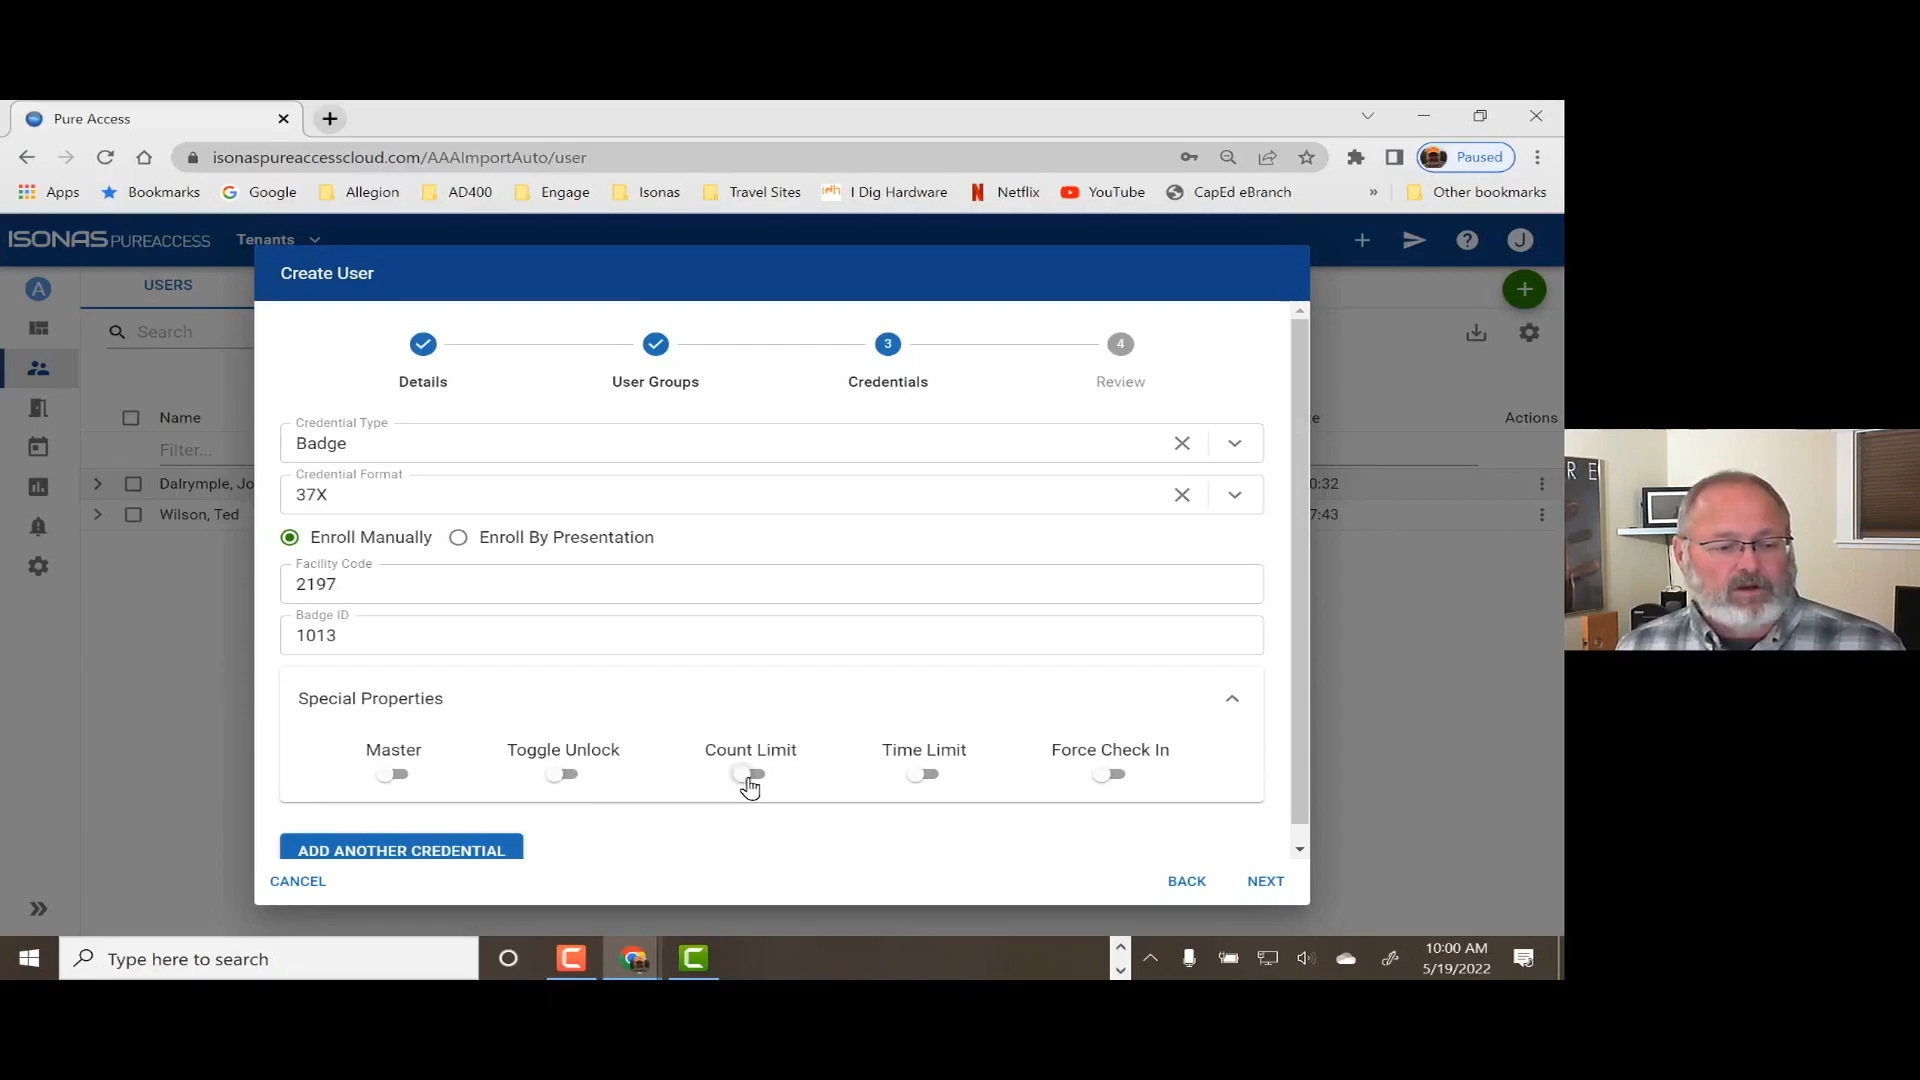 Pure Access
isonaspureaccesscloud.com/AAAImportAuto/user
Paused
Apps
Bookmarks
Google
Allegion
AD400
Engage
Isonas
Travel Sites
I Dig Hardware
Netflix
YouTube
CapEd eBranch
»
Other bookmarks
ISONAS PUREACCESS
Tenants
J
A
USERS
Search
Create User
3
4
Details
User Groups
Credentials
Review
Name
Actions
Filter...
Dalrymple, Jo
0:32
Wilson, Ted
7:43
Credential Type
Badge
Credential Format
37X
Enroll Manually
Enroll By Presentation
Facility Code
2197
Badge ID
1013
Special Properties
Master
Toggle Unlock
Count Limit
Time Limit
Force Check In
ADD ANOTHER CREDENTIAL
CANCEL
BACK
NEXT
R E
Type here to search
10:00 AM
5/19/2022